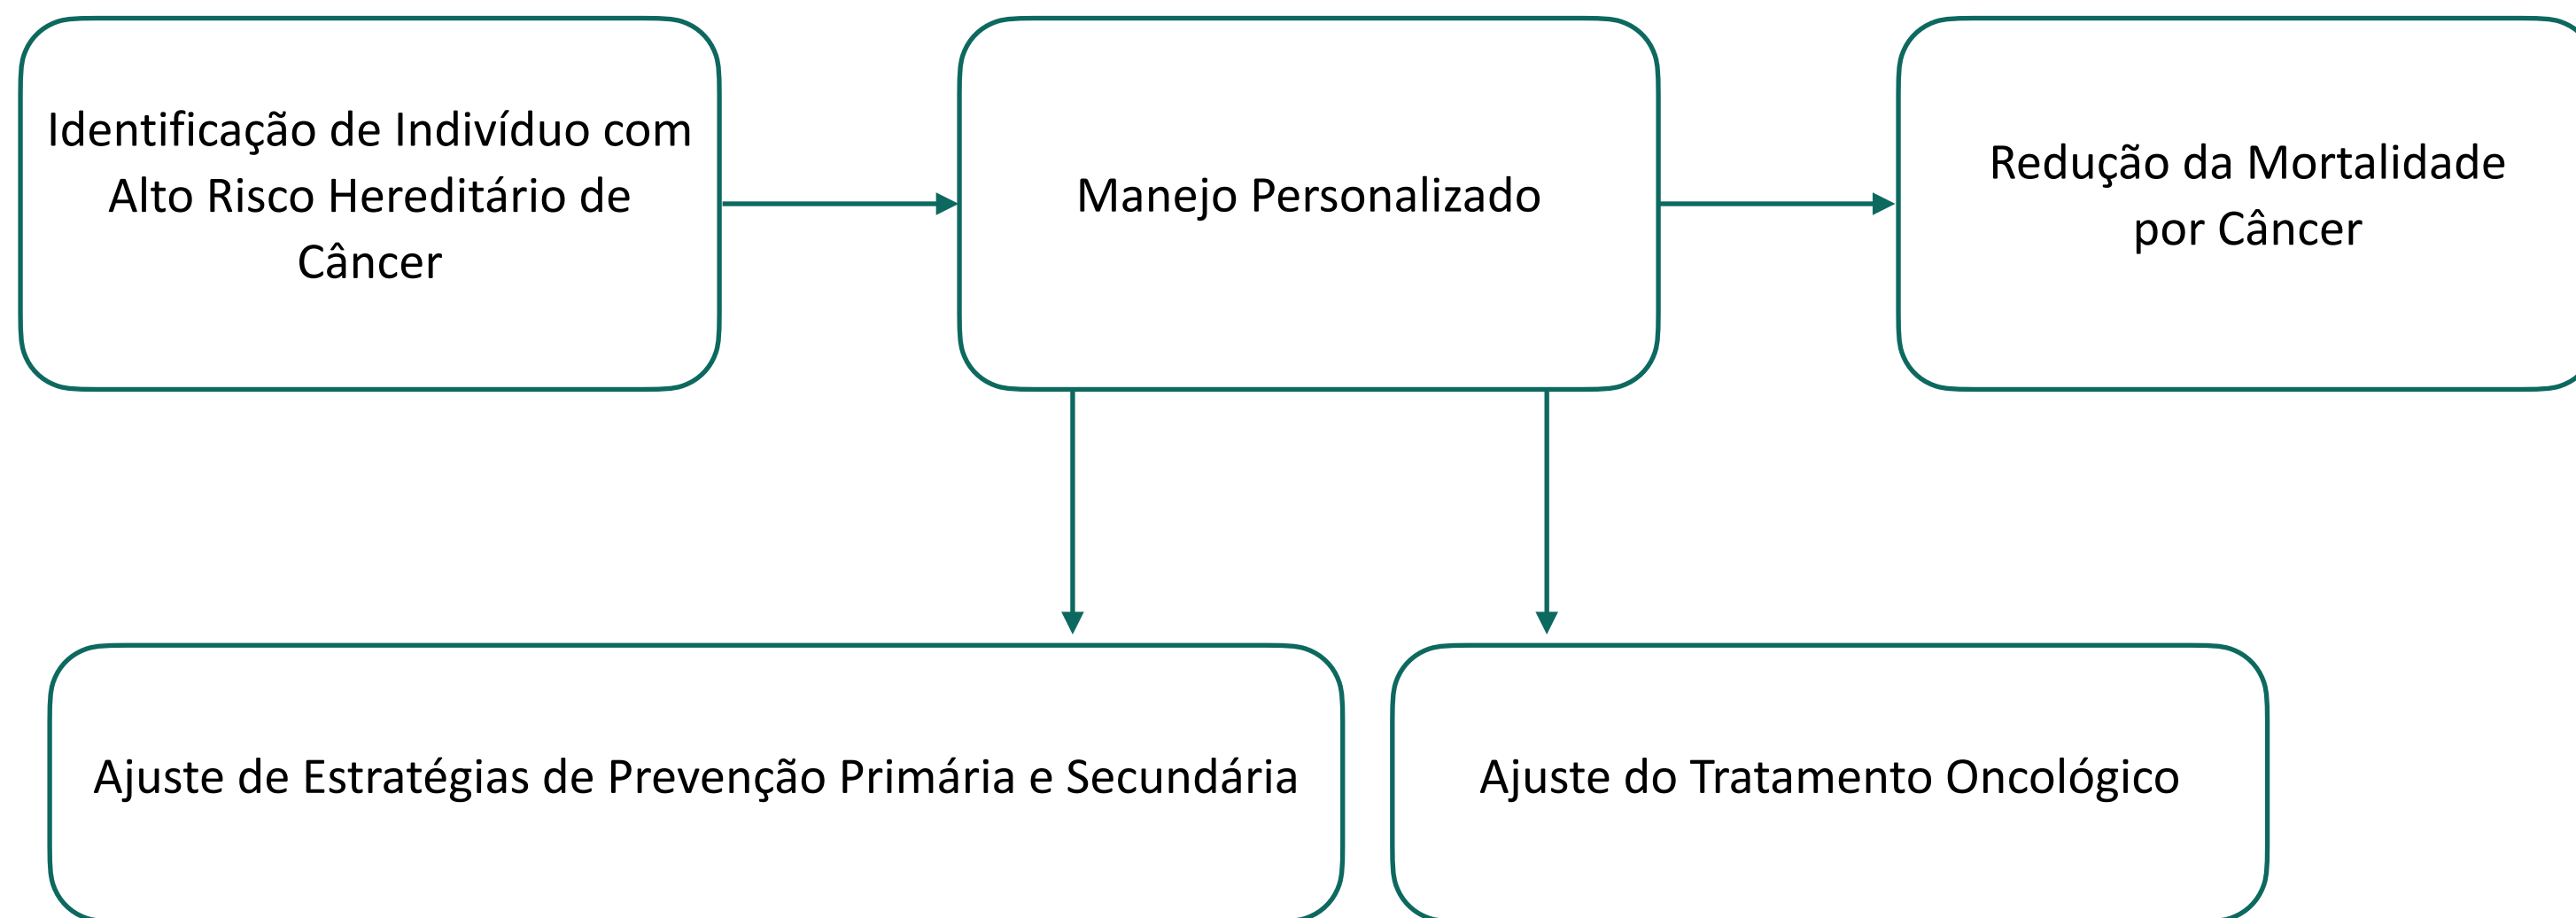 Identificação de Indivíduo com
Alto Risco Hereditário de
Câncer
Manejo Personalizado
Redução da Mortalidade
por Câncer
Ajuste de Estratégias de Prevenção Primária e Secundária
Ajuste do Tratamento Oncológico